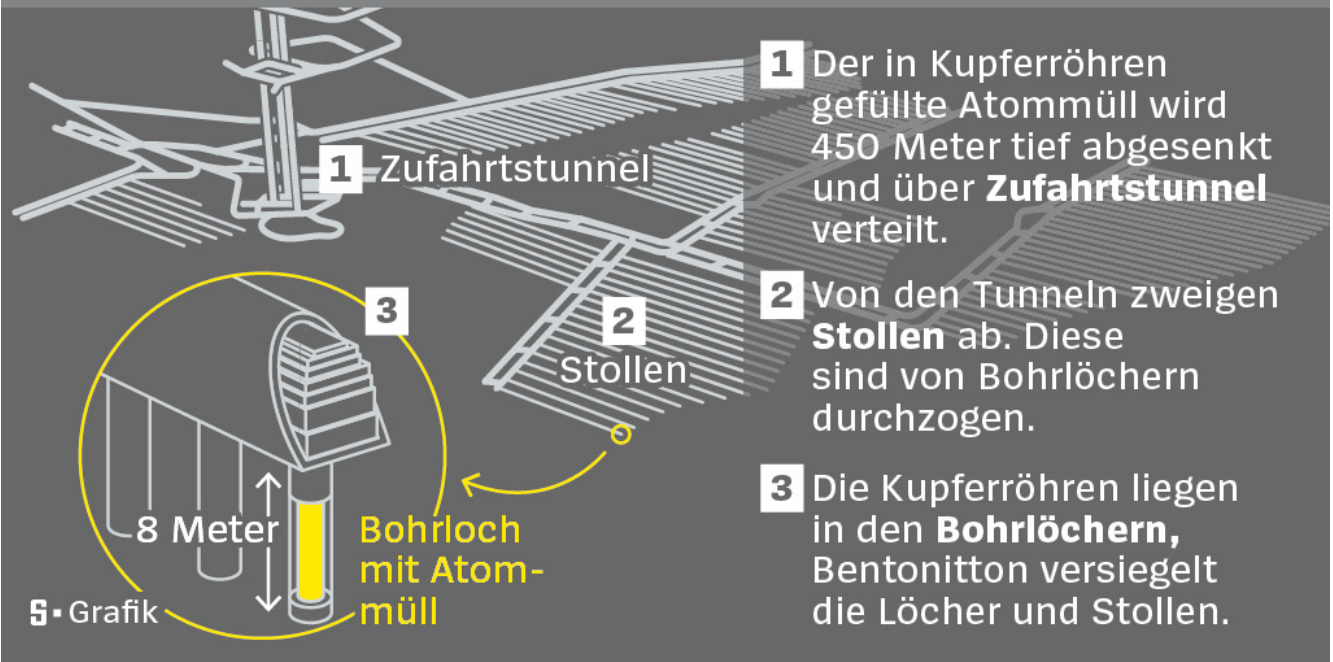 1 Zufahrtstunnel
2
Stollen
3
8 Meter
Bohrloch
mit Atom-
müll
S▪Grafik
1 Der in Kupferröhren
gefüllte Atommüll wird
450 Meter tief abgesenkt
und über Zufahrtstunnel
verteilt.
2 Von den Tunneln zweigen
Stollen ab. Diese
sind von Bohrlöchern
durchzogen.
3 Die Kupferröhren liegen
in den Bohrlöchern,
Bentonitton versiegelt
die Löcher und Stollen.